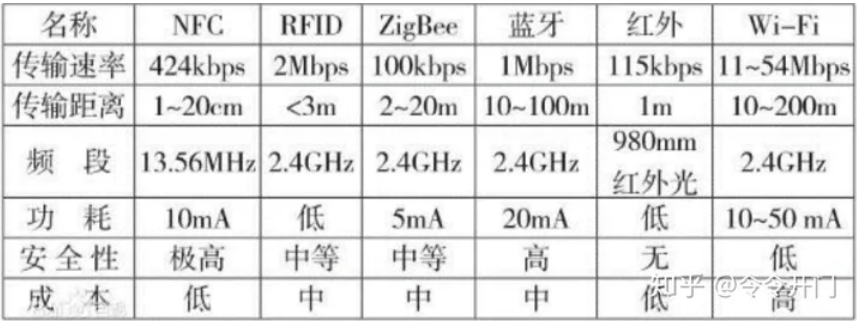 名称 NFC RFID ZigBee 蓝牙 红外 Wi-Fi
传输速率 424kbps 2Mbps 100kbps 1Mbps 115kbps 11~54Mbps
传输距离 1~20cm <3m 2~20m 10~100m 1m 10~200m
频 段 13.56MHz 2.4GHz 2.4GHz 2.4GHz 980mm 红外光 2.4GHz
功 耗 10mA 低 5mA 20mA 低 10~50 mA
安全性 极高 中等 中等 高 无 低
成 本 低 中 中 中 低 高
知乎 @令令开门